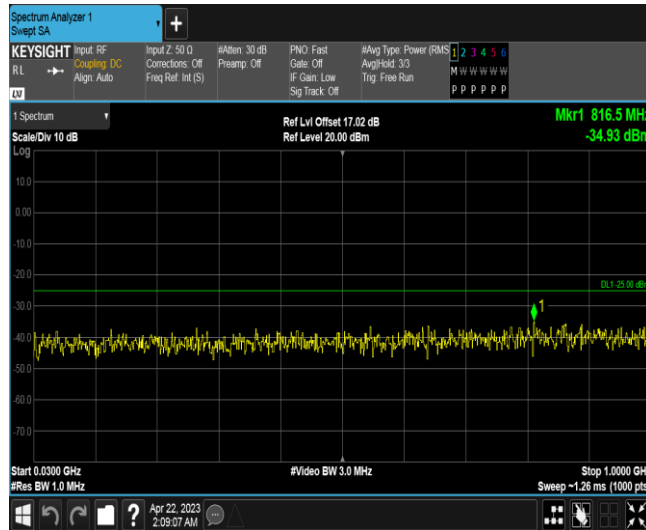 Spectrum Analyzer 1
Swept SA
+
KEYSIGHT Input: RF Input Z: 50 Ω #Atten: 30 dB PNO: Fast #Avg Type: Power (RMS 1 2 3 4 5 6
RL Coupling: DC Corrections: Off Preamp: Off Gate: Off Avg|Hold: 3/3 M W W W W W
Align: Auto Freq Ref: Int (S) IF Gain: Low Trig: Free Run
LXI Sig Track: Off P P P P P P
1 Spectrum Ref Lvl Offset 17.02 dB Mkr1 816.5 MHz
Scale/Div 10 dB Ref Level 20.00 dBm -34.93 dBm
Log
10.0
0.00
-10.0
-20.0
DL1 -25.00 dBm
-30.0
1
-40.0
-50.0
-60.0
-70.0
Start 0.0300 GHz #Video BW 3.0 MHz Stop 1.0000 GH
#Res BW 1.0 MHz Sweep ~1.26 ms (1000 pts
? Apr 22, 2023
2:09:07 AM